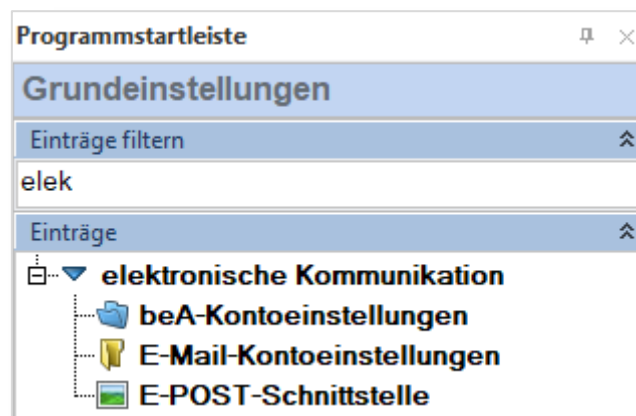 Programmstartleiste
Grundeinstellungen
Einträge filtern
elek
Einträge
elektronische Kommunikation
beA-Kontoeinstellungen
E-Mail-Kontoeinstellungen
E-POST-Schnittstelle